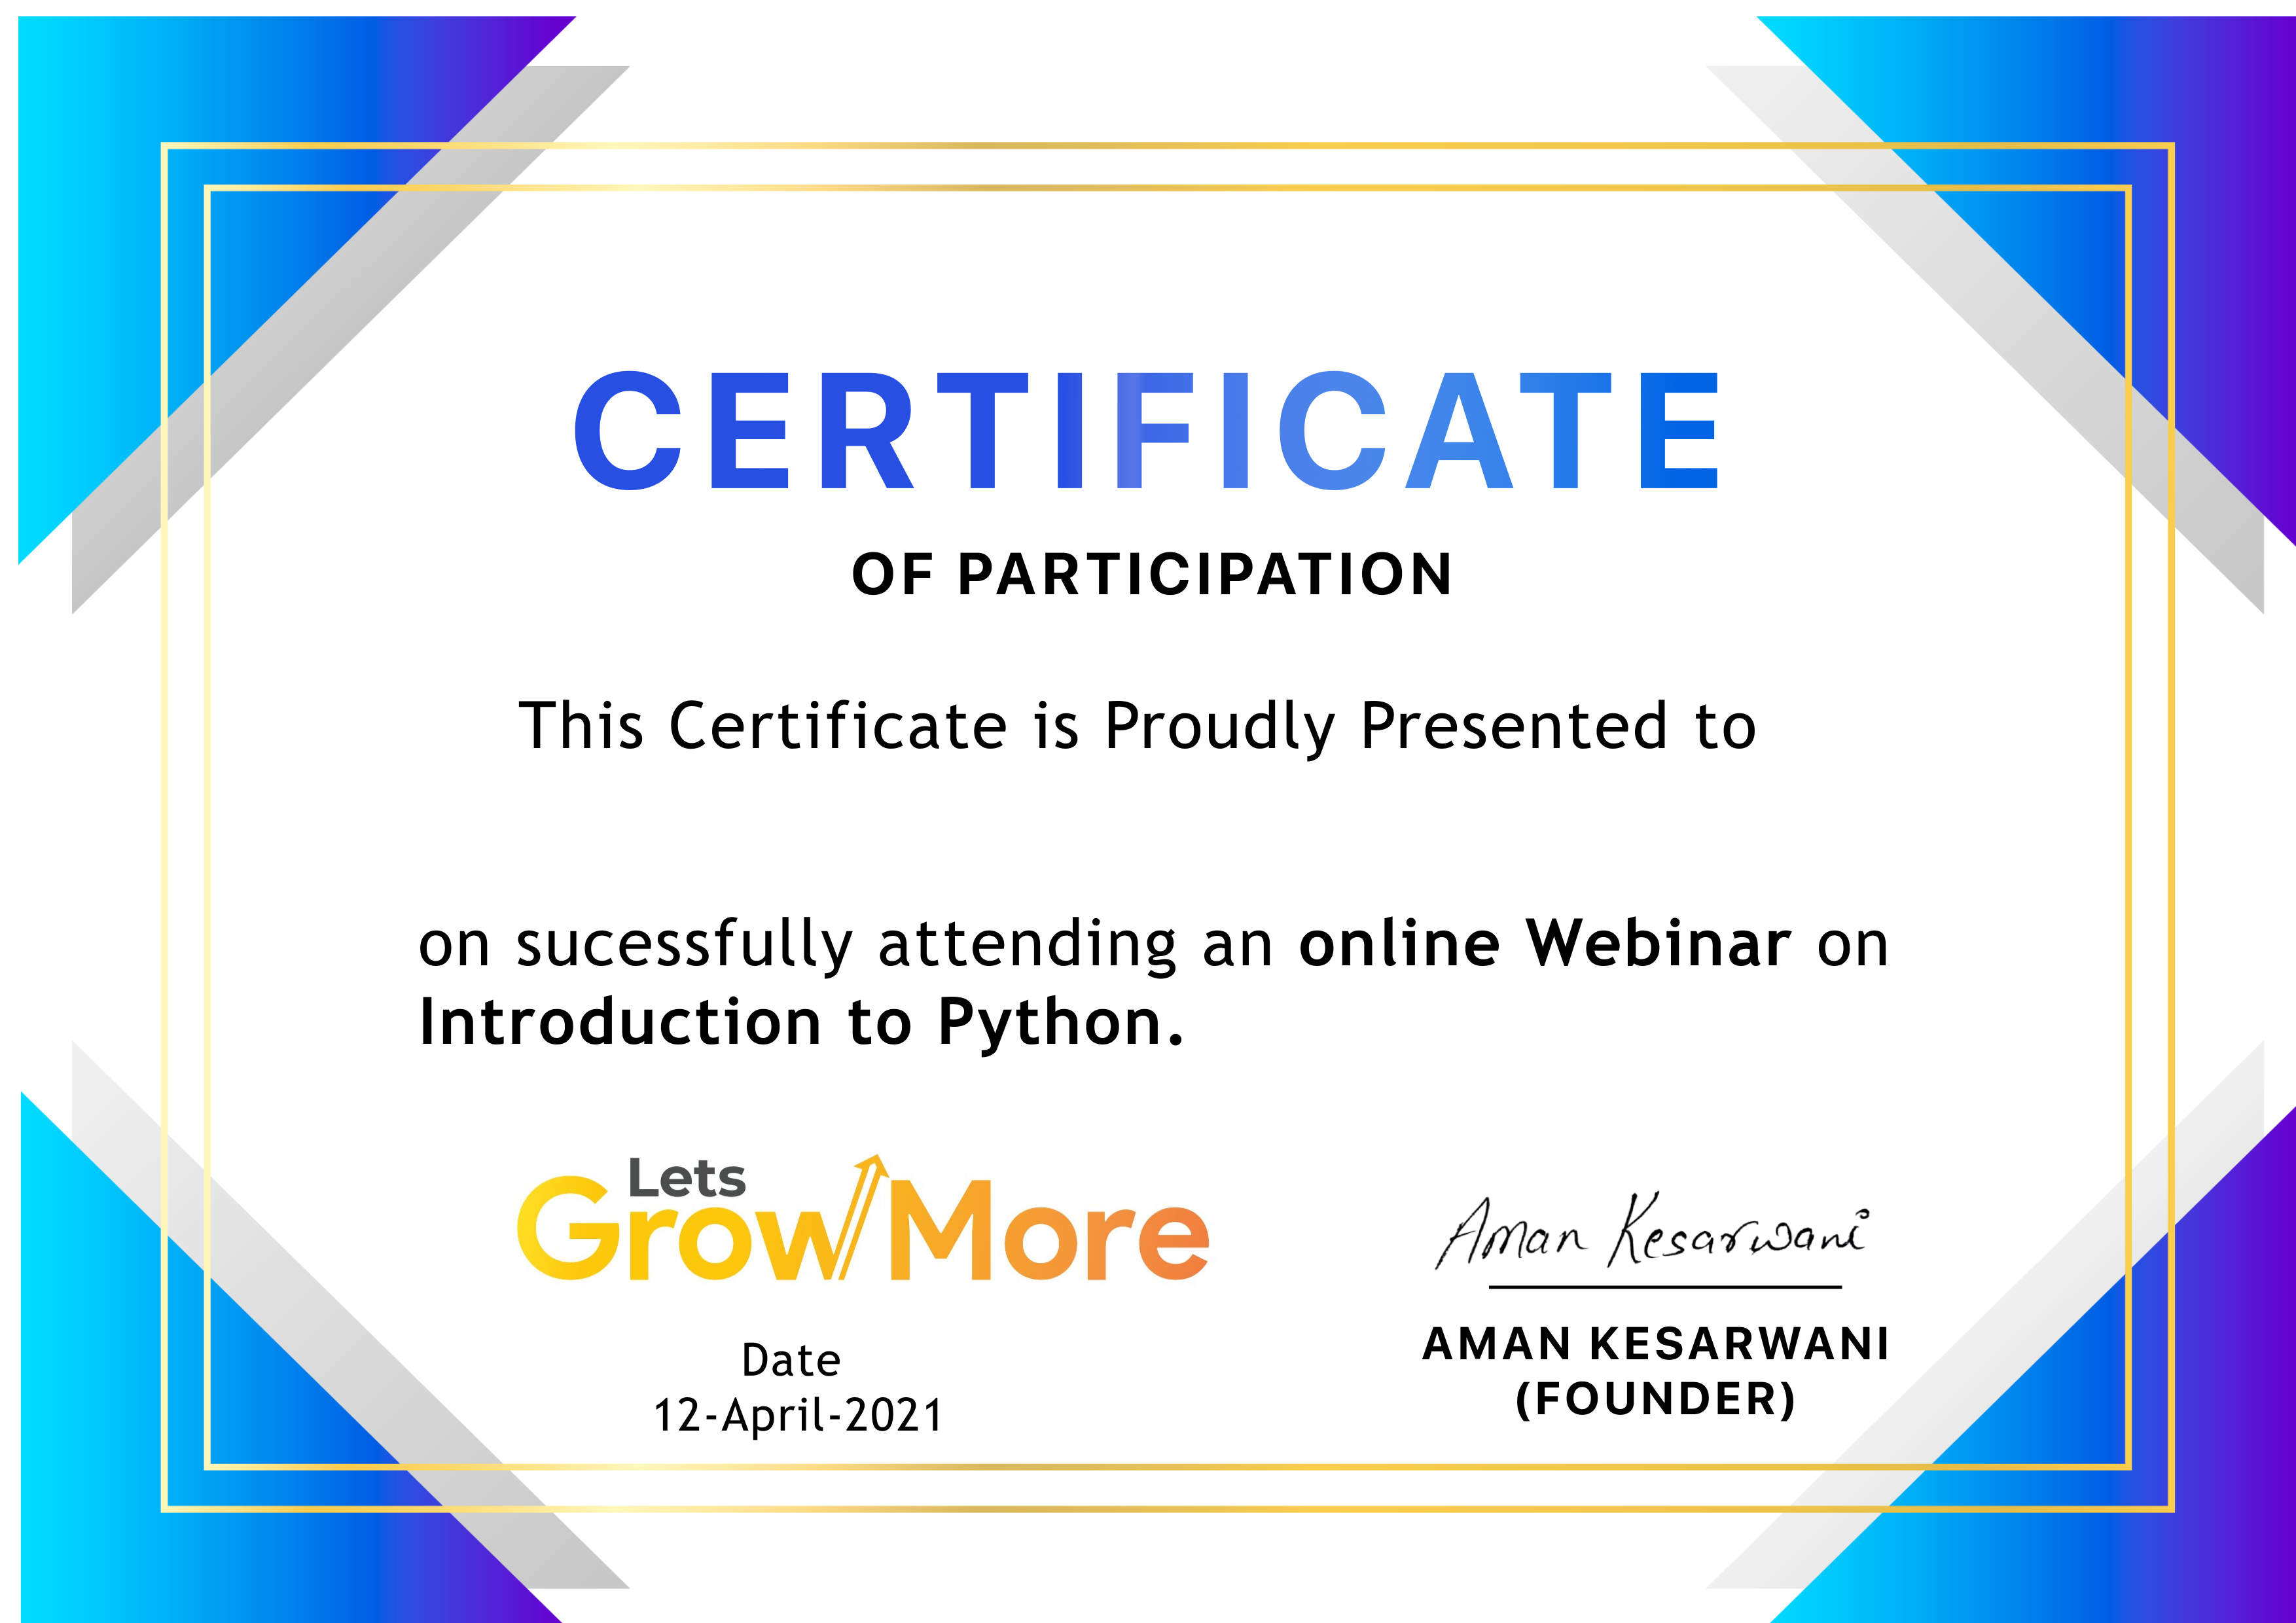 CERTIFICATE
OF PARTICIPATION
This Certificate is Proudly Presented to
on sucessfully attending an online Webinar on
Introduction to Python.
Lets
GrowMore
Date
12-April-2021
Aman Kesarwani
AMAN KESARWANI
(FOUNDER)